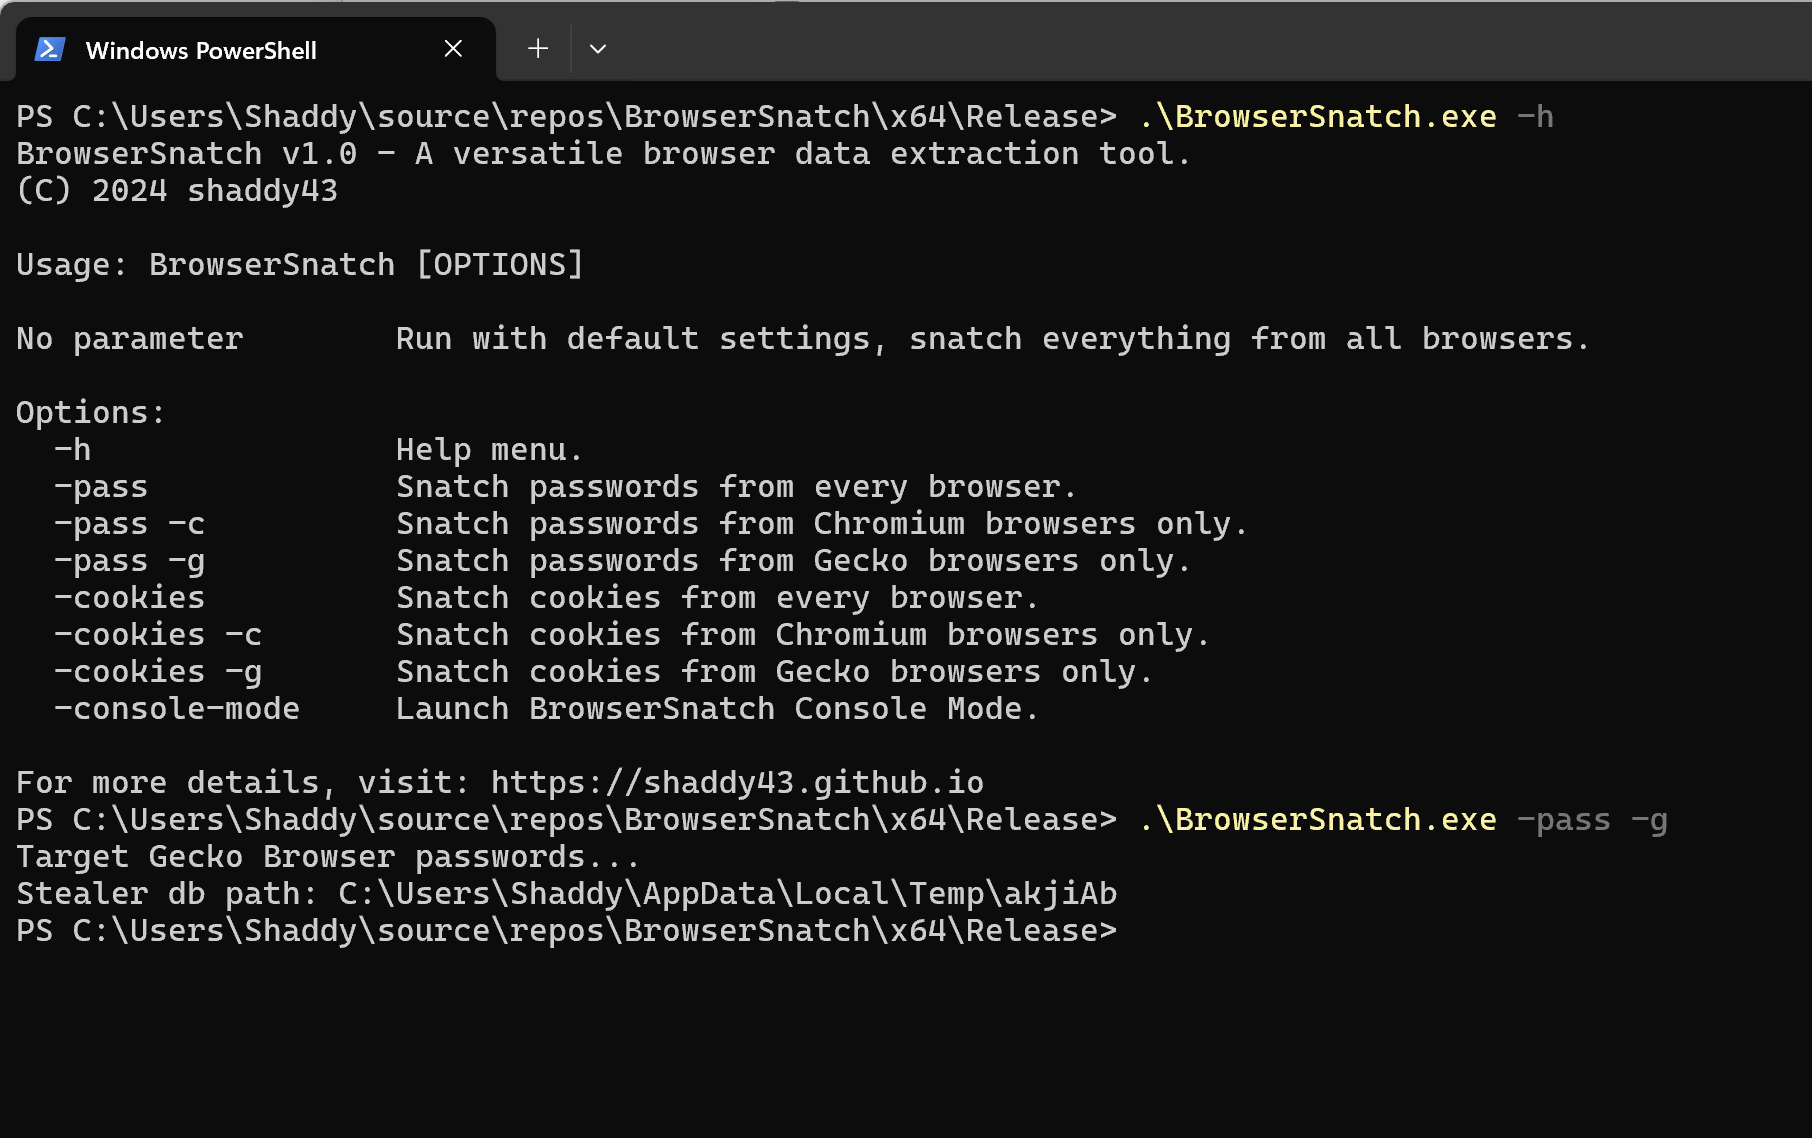 Windows PowerShell
PS C:\Users\Shaddy\source\repos\BrowserSnatch\x64\Release> .\BrowserSnatch.exe -h
BrowserSnatch v1.0 - A versatile browser data extraction tool.
(C) 2024 shaddy43
Usage: BrowserSnatch [OPTIONS]
No parameter        Run with default settings, snatch everything from all browsers.
Options:
  -h                Help menu.
  -pass             Snatch passwords from every browser.
  -pass -c          Snatch passwords from Chromium browsers only.
  -pass -g          Snatch passwords from Gecko browsers only.
  -cookies          Snatch cookies from every browser.
  -cookies -c       Snatch cookies from Chromium browsers only.
  -cookies -g       Snatch cookies from Gecko browsers only.
  -console-mode     Launch BrowserSnatch Console Mode.
For more details, visit: https://shaddy43.github.io
PS C:\Users\Shaddy\source\repos\BrowserSnatch\x64\Release> .\BrowserSnatch.exe -pass -g
Target Gecko Browser passwords...
Stealer db path: C:\Users\Shaddy\AppData\Local\Temp\akjiAb
PS C:\Users\Shaddy\source\repos\BrowserSnatch\x64\Release>